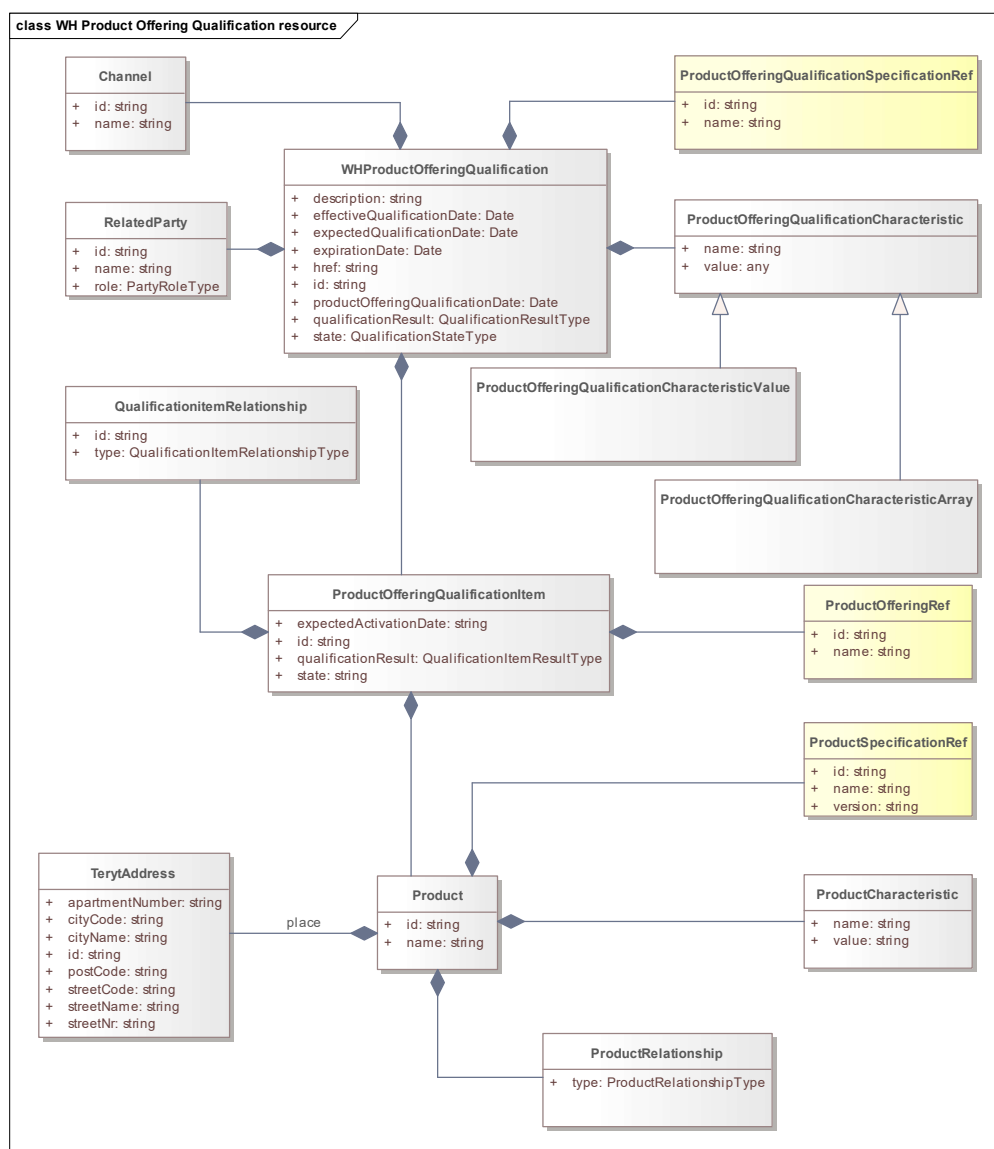 class WH Product Offering Qualification resource
Channel
+ id: string
+ name: string
ProductOfferingQualificationSpecificationRef
+ id: string
+ name: string
WHProductOfferingQualification
+ description: string
+ effectiveQualificationDate: Date
+ expectedQualificationDate: Date
+ expirationDate: Date
+ href: string
+ id: string
+ productOfferingQualificationDate: Date
+ qualificationResult: QualificationResultType
+ state: QualificationStateType
RelatedParty
+ id: string
+ name: string
+ role: PartyRoleType
ProductOfferingQualificationCharacteristic
+ name: string
+ value: any
ProductOfferingQualificationCharacteristicValue
QualificationitemRelationship
+ id: string
+ type: QualificationItemRelationshipType
ProductOfferingQualificationCharacteristicArray
ProductOfferingQualificationItem
+ expectedActivationDate: string
+ id: string
+ qualificationResult: QualificationItemResultType
+ state: string
ProductOfferingRef
+ id: string
+ name: string
ProductSpecificationRef
+ id: string
+ name: string
+ version: string
TerytAddress
+ apartmentNumber: string
+ cityCode: string
+ cityName: string
+ id: string
+ postCode: string
+ streetCode: string
+ streetName: string
+ streetNr: string
place
Product
+ id: string
+ name: string
ProductCharacteristic
+ name: string
+ value: string
ProductRelationship
+ type: ProductRelationshipType